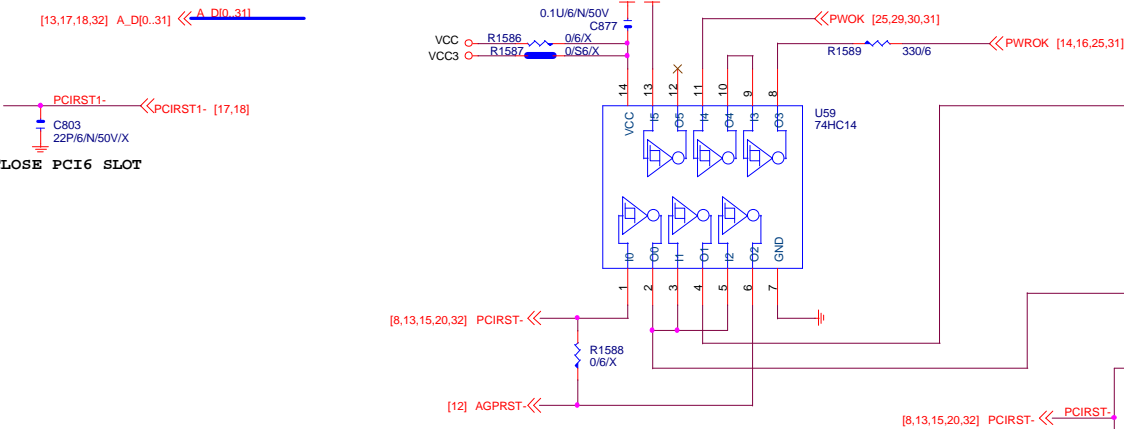 [13,17,18,32] A_D[0..31]
A_D[0..31]
0.1U/6/N/50V
C877
VCC
R1586
0/6/X
VCC3
R1587
0/S6/X
PWOK [25,29,30,31]
R1589
330/6
PWROK [14,16,25,31]
PCIRST1-
PCIRST1- [17,18]
C803
22P/6/N/50V/X
LOSE PCI6 SLOT
14
13
12
11
10
9
8
U59
74HC14
VCC
I5
O5
I4
O4
I3
O3
I0
O0
I1
O1
I2
O2
GND
1
2
3
4
5
6
7
[8,13,15,20,32] PCIRST-
R1588
0/6/X
[12] AGPRST-
[8,13,15,20,32] PCIRST-
PCIRST-